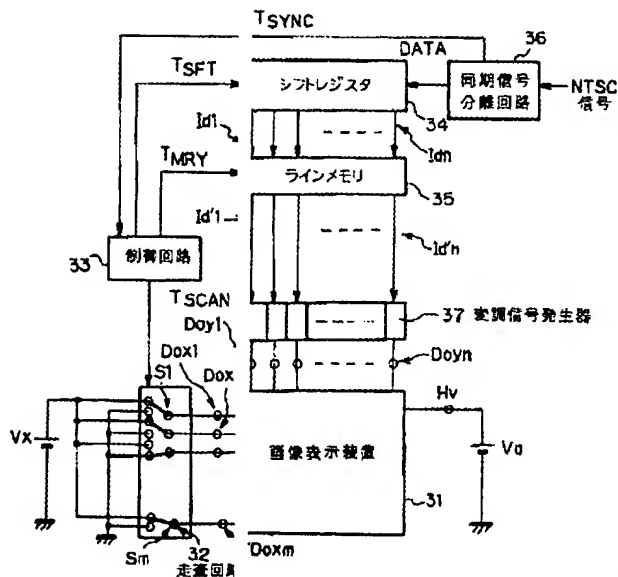 TSYNC
36
DATA
TSFT
シフトレジスタ
同期信号
分離回路
NTSC
信号
Id1
34
Idn
TMRY
ラインメモリ
35
Id'1
Id'n
33
制御回路
TSCAN
Doy1
37 変調信号発生器
Dox1
S1
Dox
Doyn
Hv
Vx
画像表示装置
Va
31
Sm
32
Doxm
走査回路